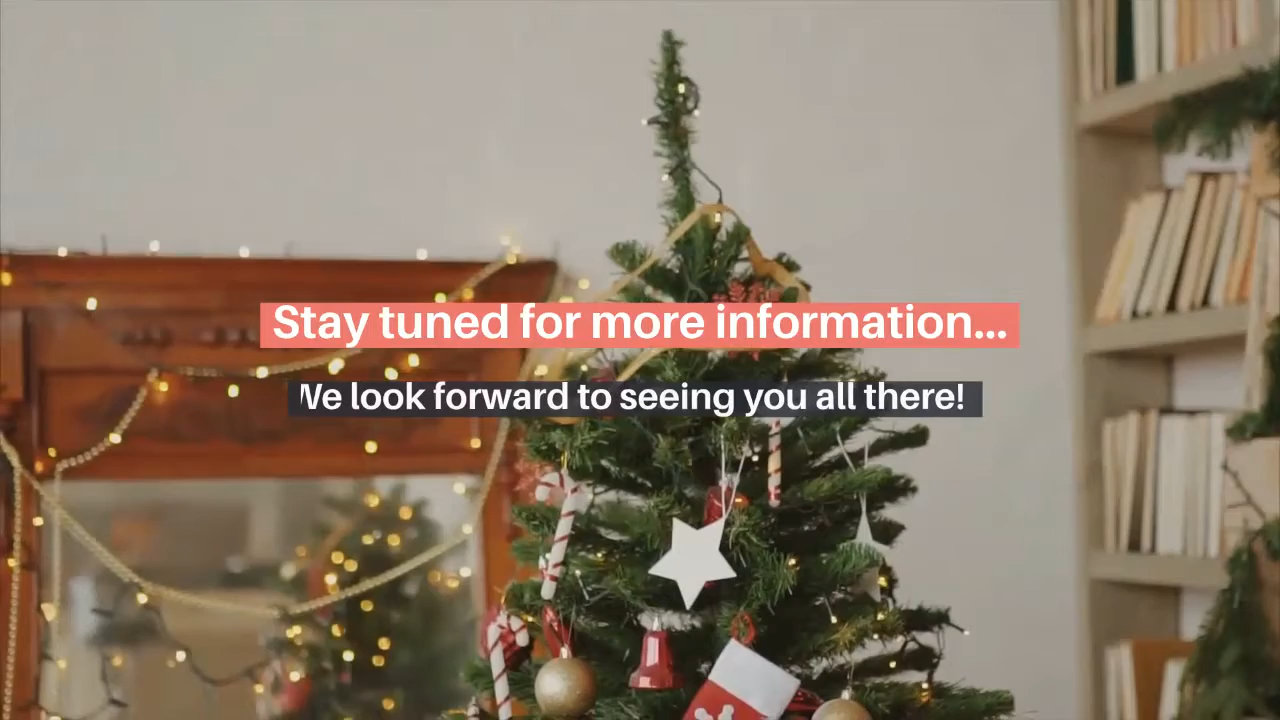 Stay tuned for more information...
We look forward to seeing you all there!